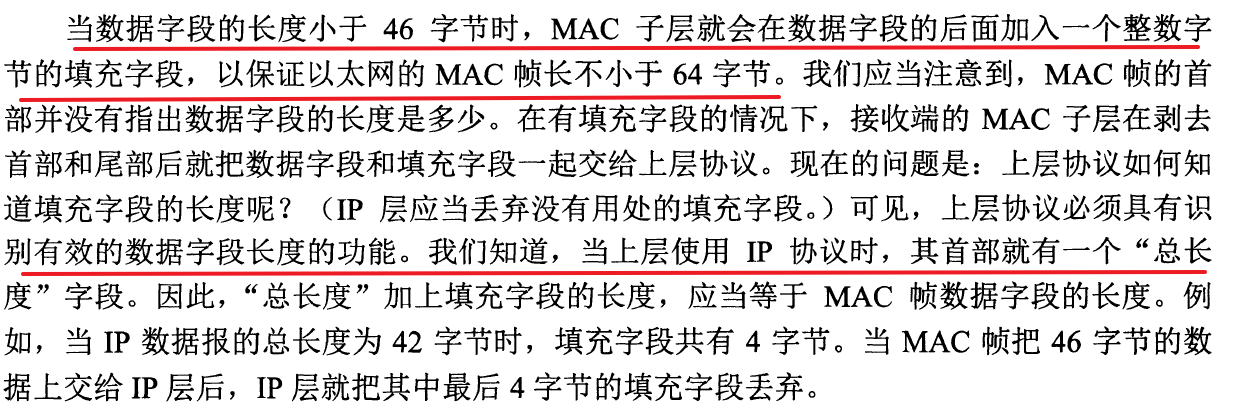 当数据字段的长度小于 46 字节时，MAC 子层就会在数据字段的后面加入一个整数字
节的填充字段，以保证以太网的 MAC 帧长不小于 64 字节。我们应当注意到，MAC 帧的首
部并没有指出数据字段的长度是多少。在有填充字段的情况下，接收端的 MAC 子层在剥去
首部和尾部后就把数据字段和填充字段一起交给上层协议。现在的问题是：上层协议如何知
道填充字段的长度呢？（IP 层应当丢弃没有用处的填充字段。）可见，上层协议必须具有识
别有效的数据字段长度的功能。我们知道，当上层使用 IP 协议时，其首部就有一个“总长
度”字段。因此，“总长度”加上填充字段的长度，应当等于 MAC 帧数据字段的长度。例
如，当 IP 数据报的总长度为 42 字节时，填充字段共有 4 字节。当 MAC 帧把 46 字节的数
据上交给 IP 层后，IP 层就把其中最后 4 字节的填充字段丢弃。